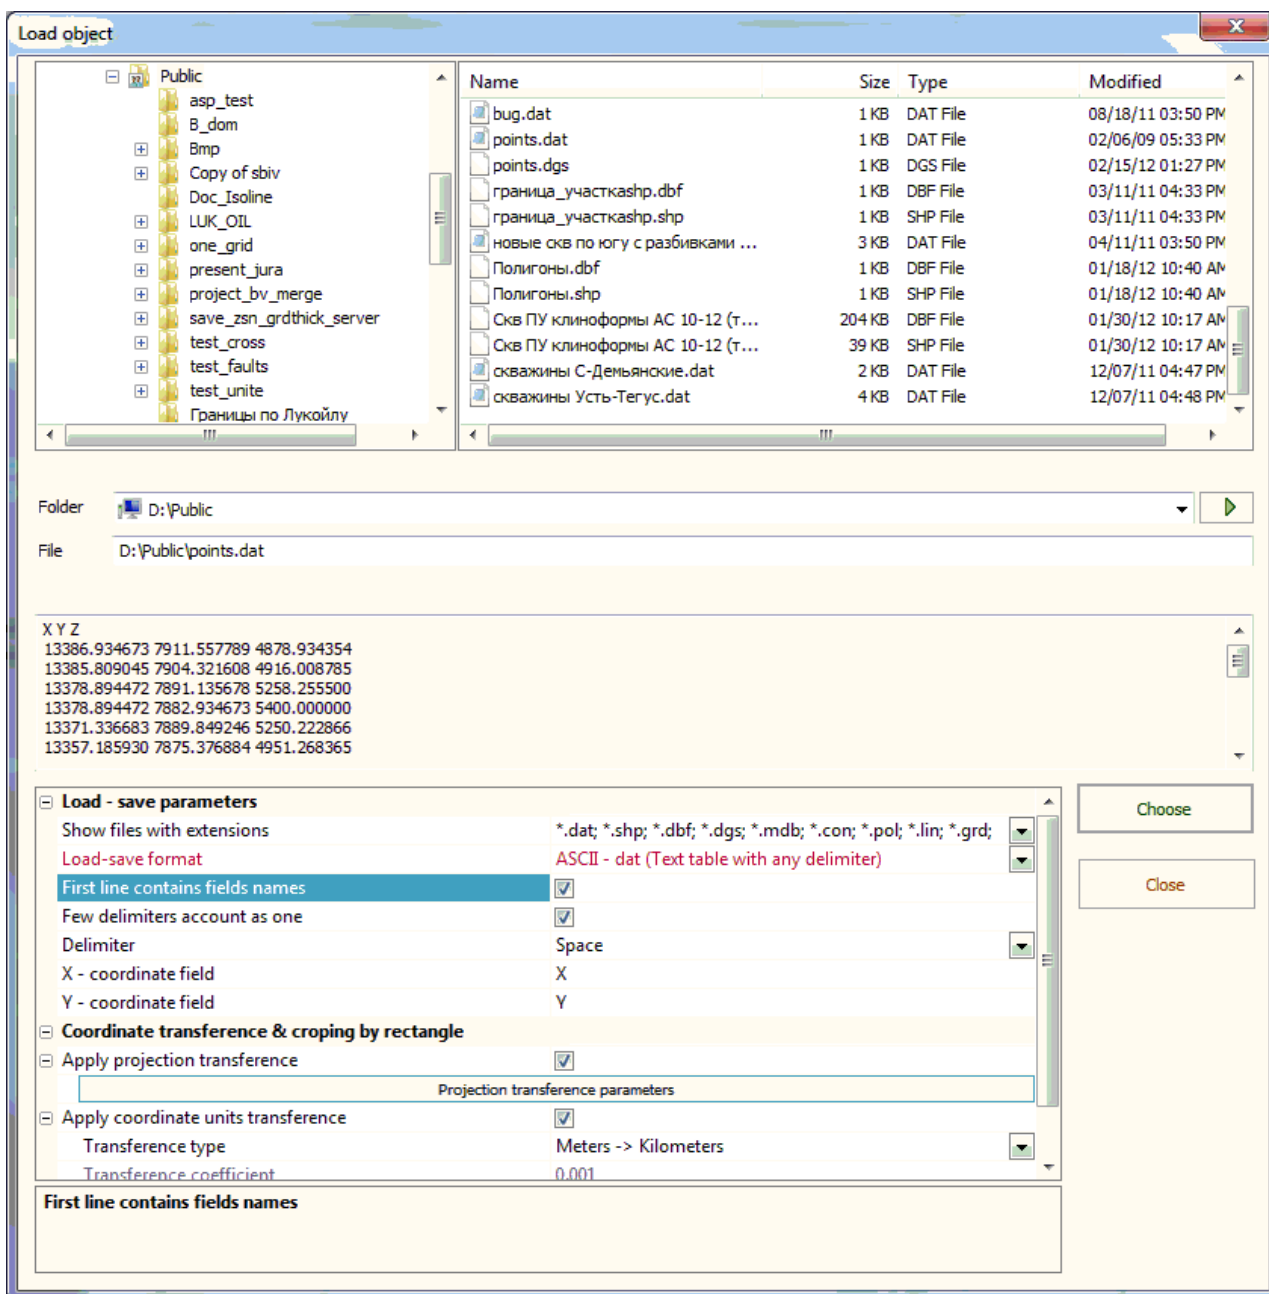 Load object
X
Public
asp_test
B_dom
Bmp
Copy of sbiv
Doc_Isoline
LUK_OIL
one_grid
present_jura
project_bv_merge
save_zsn_grdthick_server
test_cross
test_faults
test_unite
Границы по Лукойлу
Name Size Type Modified
bug.dat 1 KB DAT File 08/18/11 03:50 PM
points.dat 1 KB DAT File 02/06/09 05:33 PM
points.dgs 1 KB DGS File 02/15/12 01:27 PM
граница_участкаshp.dbf 1 KB DBF File 03/11/11 04:33 PM
граница_участкаshp.shp 1 KB SHP File 03/11/11 04:33 PM
новые скв по югу с разбивками ... 3 KB DAT File 04/11/11 03:50 PM
Полигоны.dbf 1 KB DBF File 01/18/12 10:40 AM
Полигоны.shp 1 KB SHP File 01/18/12 10:40 AM
Скв ПУ клиноформы АС 10-12 (т... 204 KB DBF File 01/30/12 10:17 AM
Скв ПУ клиноформы АС 10-12 (т... 39 KB SHP File 01/30/12 10:17 AM
скважины С-Демьянские.dat 2 KB DAT File 12/07/11 04:47 PM
скважины Усть-Тегус.dat 4 KB DAT File 12/07/11 04:48 PM
Folder D:\Public
File D:\Public\points.dat
X Y Z
13386.934673 7911.557789 4878.934354
13385.809045 7904.321608 4916.008785
13378.894472 7891.135678 5258.255500
13378.894472 7882.934673 5400.000000
13371.336683 7889.849246 5250.222866
13357.185930 7875.376884 4951.268365
Load - save parameters
Show files with extensions *.dat; *.shp; *.dbf; *.dgs; *.mdb; *.con; *.pol; *.lin; *.grd;
Load-save format ASCII - dat (Text table with any delimiter)
First line contains fields names
Few delimiters account as one
Delimiter Space
X - coordinate field X
Y - coordinate field Y
Coordinate transference & croping by rectangle
Apply projection transference
Projection transference parameters
Apply coordinate units transference
Transference type Meters -> Kilometers
Transference coefficient 0.001
Choose
Close
First line contains fields names